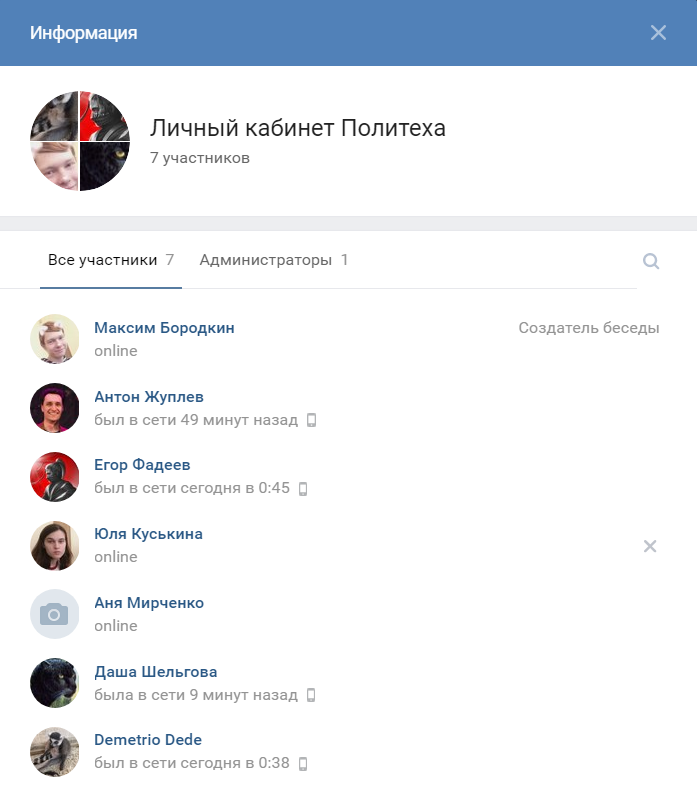 Информация
Личный кабинет Политеха
7 участников
Все участники 7 Администраторы 1
Максим Бородкин Создатель беседы
online
Антон Жуплев
был в сети 49 минут назад
Егор Фадеев
был в сети сегодня в 0:45
Юля Куськина
online
Аня Мирченко
online
Даша Шельгова
была в сети 9 минут назад
Demetrio Dede
был в сети сегодня в 0:38